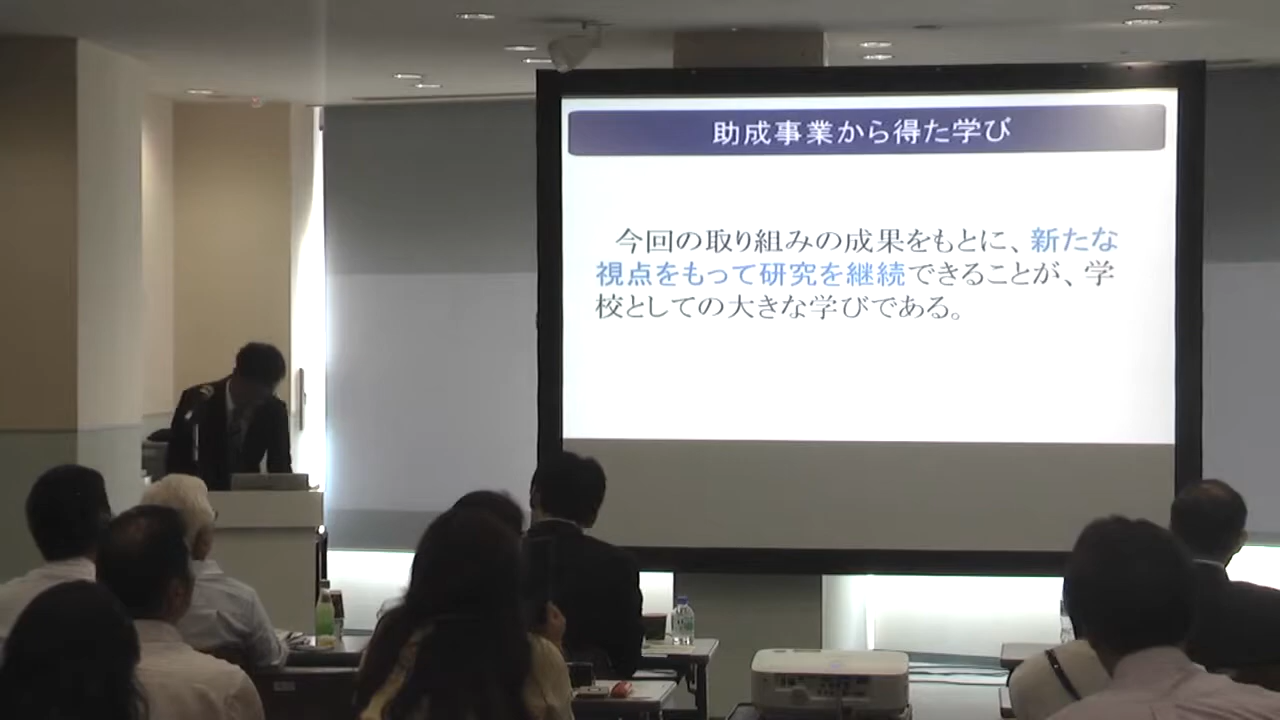 助成事業から得た学び
今回の取り組みの成果をもとに、新たな
視点をもって研究を継続できることが、学
校としての大きな学びである。